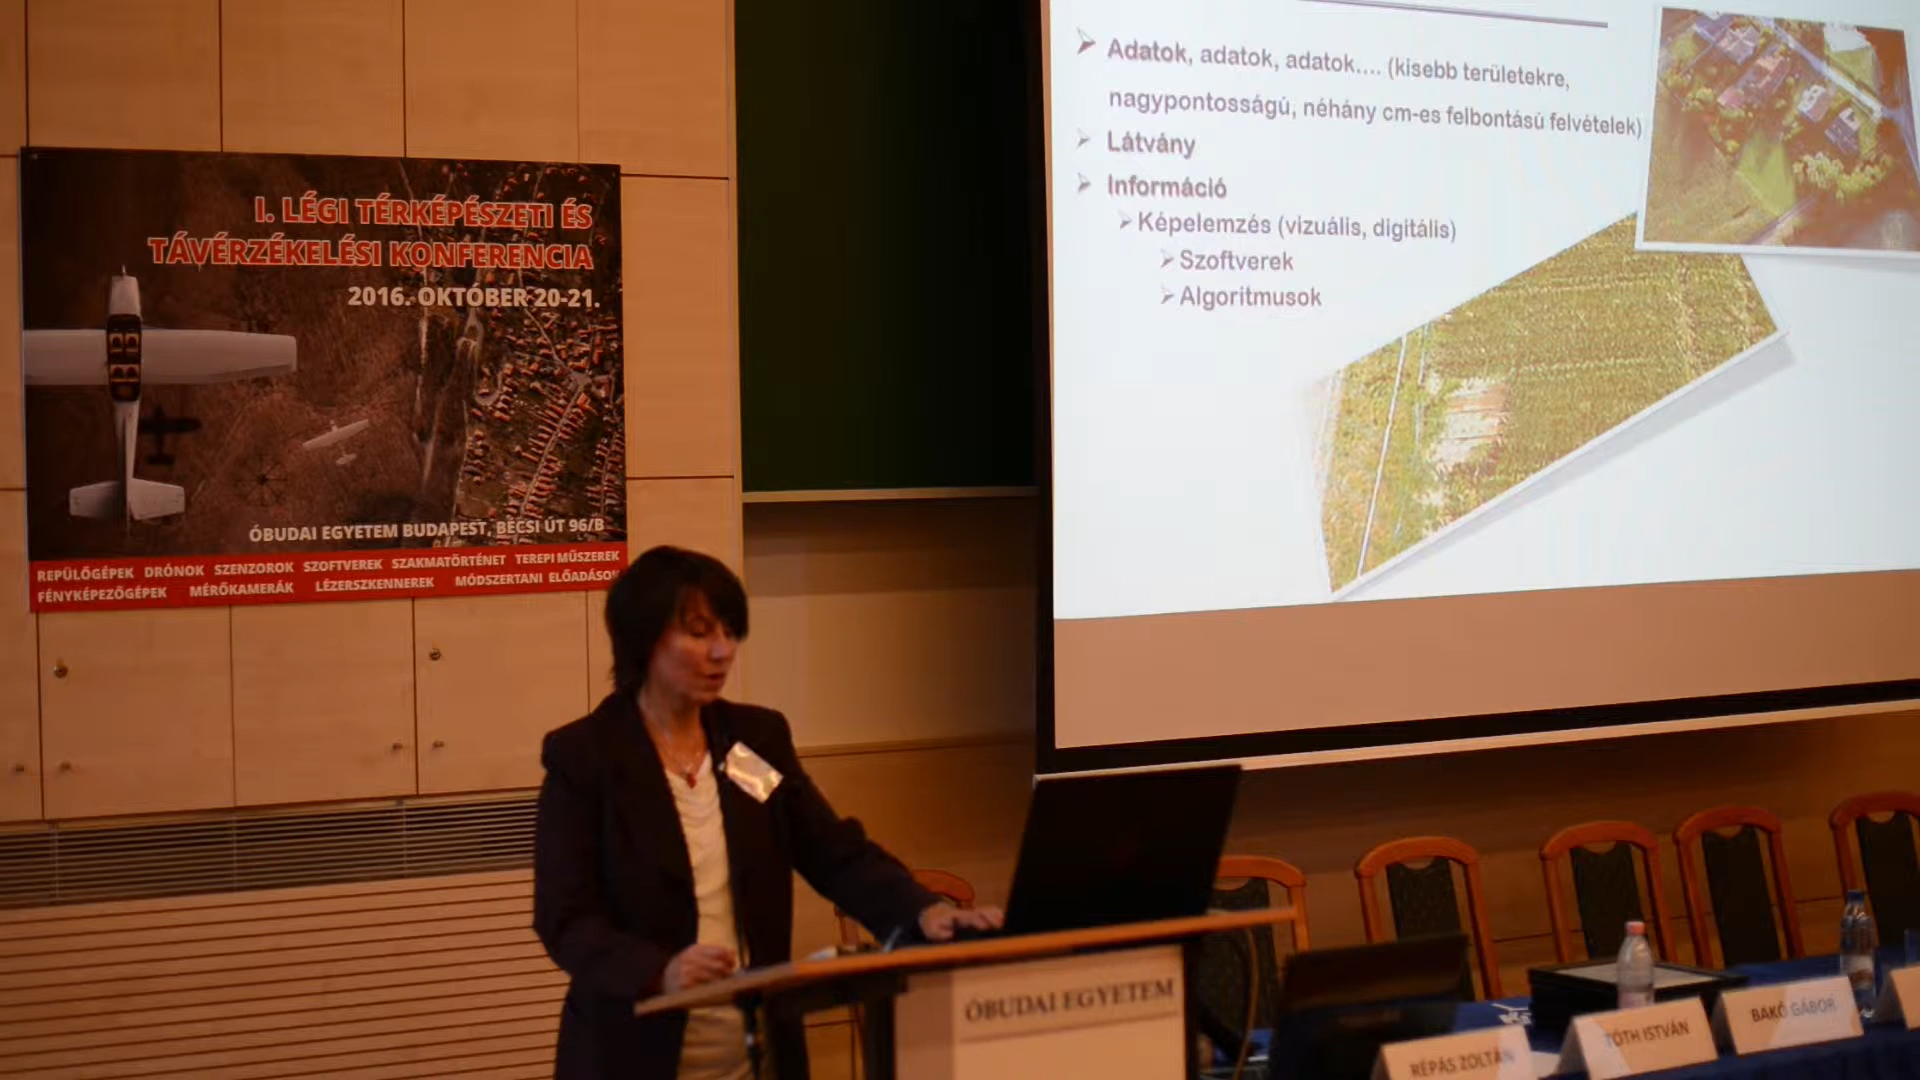 I. LÉGI TÉRKÉPÉSZETI ÉS
TÁVÉRZÉKELÉSI KONFERENCIA
2016. OKTÓBER 20-21.
ÓBUDAI EGYETEM BUDAPEST, BÉCSI ÚT 96/B
REPÜLŐGÉPEK DRÓNOK SZENZOROK SZOFTVEREK SZAKMATÖRTÉNET TEREPI MŰSZEREK
FÉNYKÉPEZŐGÉPEK MÉRŐKAMERÁK LÉZERSZKENNEREK MÓDSZERTANI ELŐADÁSO
Adatok, adatok, adatok.... (kisebb területekre,
nagypontosságú, néhány cm-es felbontású felvételek)
Látvány
Információ
Képelemzés (vizuális, digitális)
Szoftverek
Algoritmusok
ÓBUDAI EGYETEM
RÉPÁS ZOLTÁN
TÓTH ISTVÁN
BAKÓ GÁBOR